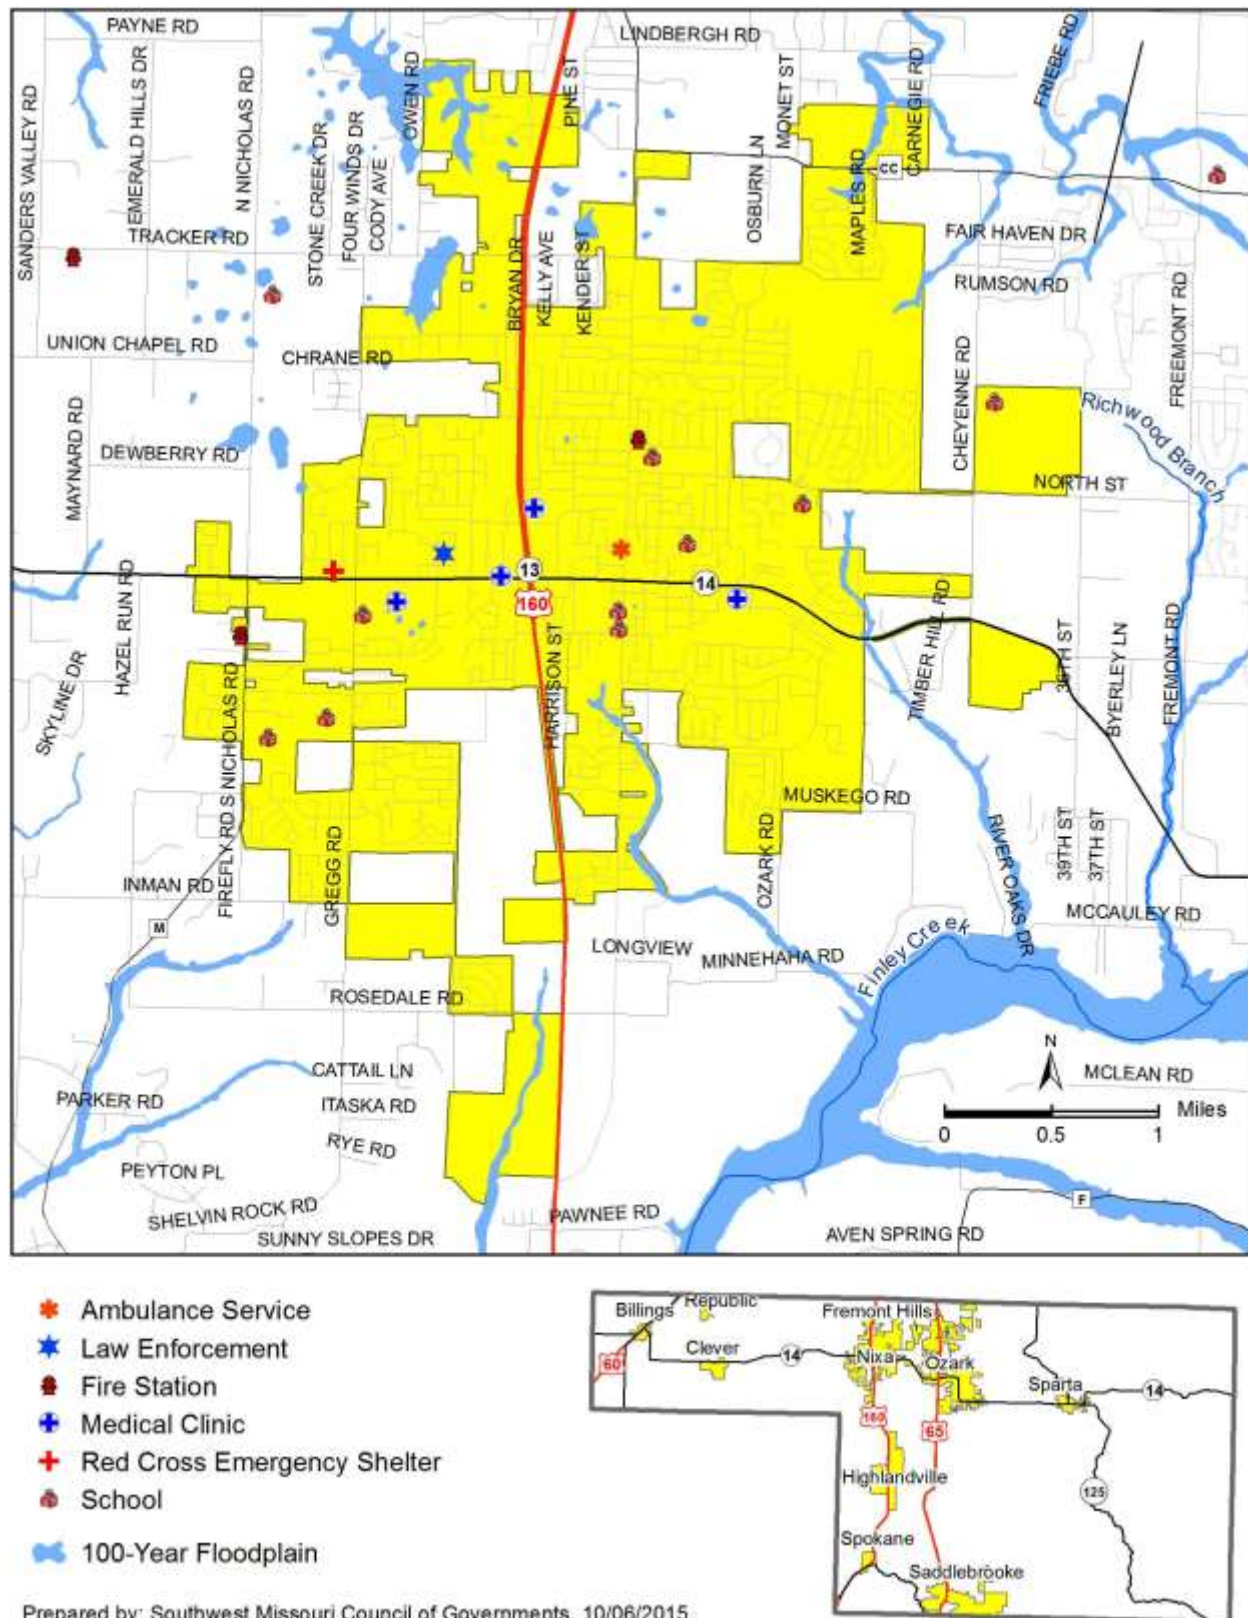 PAYNE RD
LINDBERGH RD
SANDERS VALLEY RD
EMERALD HILLS DR
N NICHOLAS RD
STONE CREEK DR
FOUR WINDS DR
CODY AVE
OWEN RD
PINE ST
MONET ST
OSBURN LN
MAPLES RD
CARNEGIE RD
FRIEBE RD
CC
TRACKER RD
FAIR HAVEN DR
RUMSON RD
BRYAN DR
KELLY AVE
KENDER ST
FREEMONT RD
UNION CHAPEL RD
CHRANE RD
CHEYENNE RD
MAYNARD RD
DEWBERRY RD
Richwood Branch
NORTH ST
13
14
160
HAZEL RUN RD
SKYLINE DR
FIREFLY RD
S NICHOLAS RD
HARRISON ST
TIMBER HILL RD
36TH ST
BYERLEY LN
FREMONT RD
MUSKEGO RD
GREGG RD
OZARK RD
RIVER OAKS DR
39TH ST
37TH ST
INMAN RD
M
MCCAULEY RD
LONGVIEW
MINNEHAHA RD
Finley Creek
ROSEDALE RD
CATTAIL LN
ITASKA RD
RYE RD
PARKER RD
PEYTON PL
SHELVIN ROCK RD
SUNNY SLOPES DR
PAWNEE RD
N
MCLEAN RD
Miles
0 0.5 1
F
AVEN SPRING RD
Ambulance Service
Law Enforcement
Fire Station
Medical Clinic
Red Cross Emergency Shelter
School
100-Year Floodplain
Billings
Republic
Fremont Hills
Clever
14
Nixa
Ozark
60
Sparta
14
160
65
Highlandville
125
Spokane
Saddlebrooke
Prepared by: Southwest Missouri Council of Governments, 10/06/2015